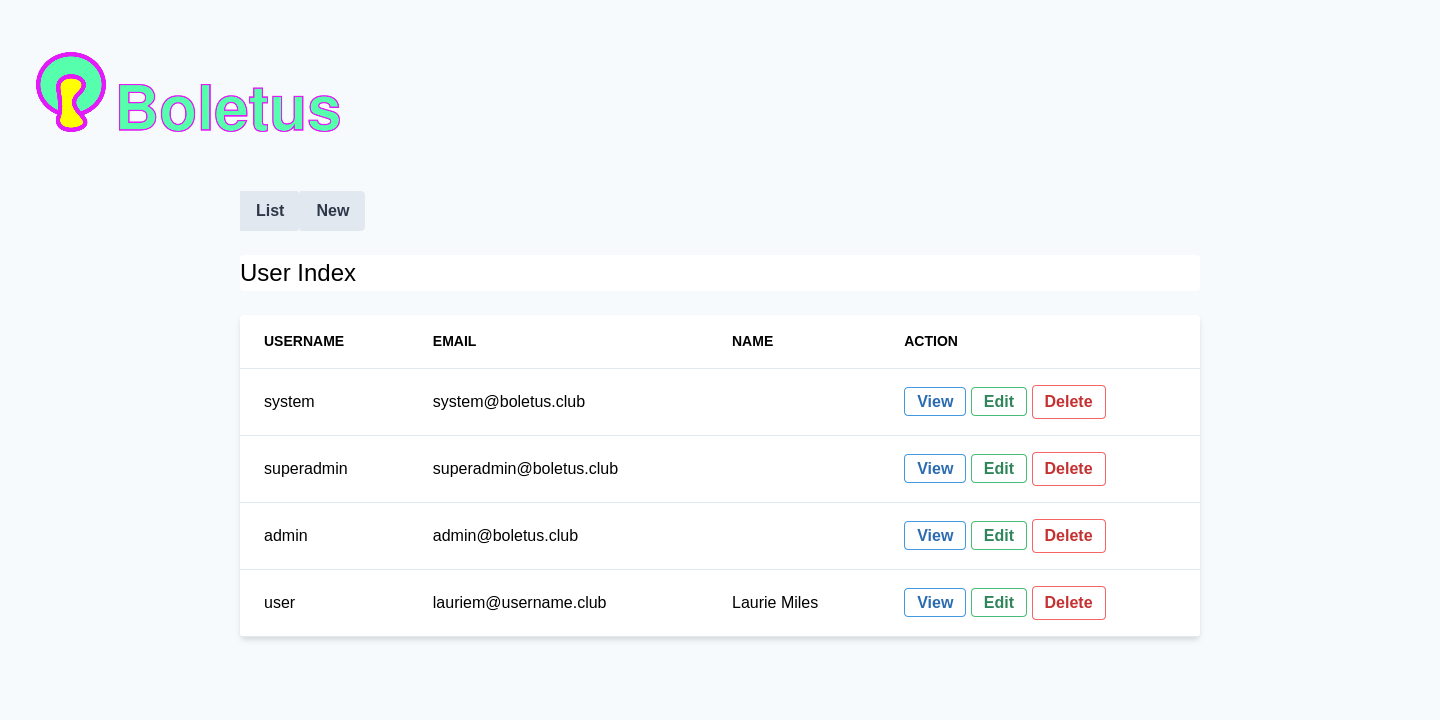 Boletus
List New
User Index
USERNAME EMAIL NAME ACTION
system system@boletus.club View Edit Delete
superadmin superadmin@boletus.club View Edit Delete
admin admin@boletus.club View Edit Delete
user lauriem@username.club Laurie Miles View Edit Delete